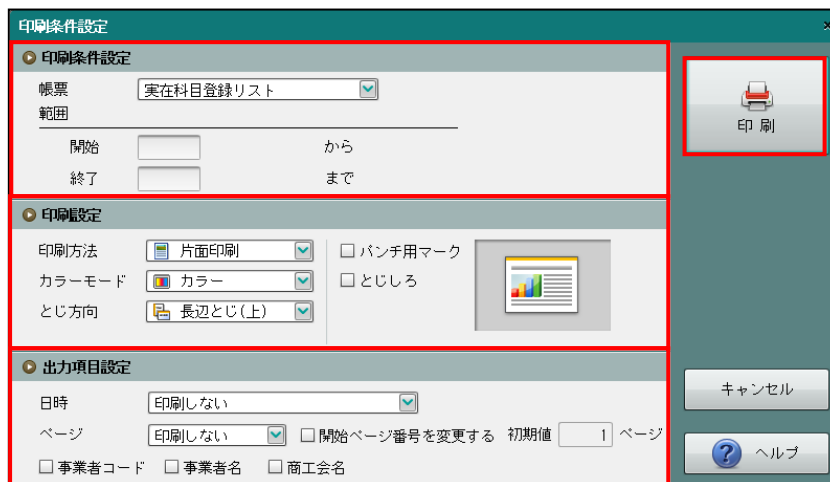 印刷条件設定
印刷条件設定
帳票 実在科目登録リスト
範囲
開始 から
終了 まで
印刷
印刷設定
印刷方法 片面印刷 パンチ用マーク
カラーモード カラー とじしろ
とじ方向 長辺とじ(上)
出力項目設定
日時 印刷しない
ページ 印刷しない 開始ページ番号を変更する 初期値 1 ページ
事業者コード 事業者名 商工会名
キャンセル
ヘルプ